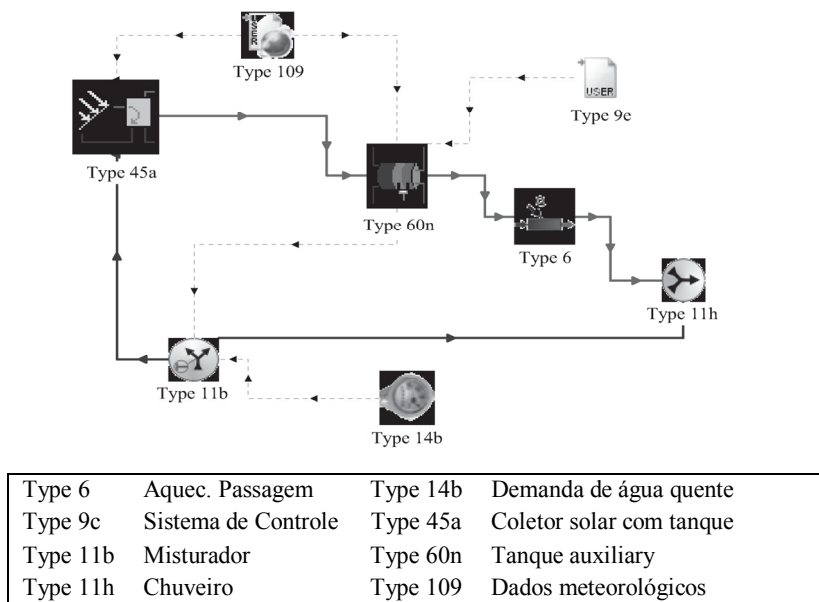 Type 109
USER
Type 9e
Type 45a
Type 60n
Type 6
Type 11h
Type 11b
Type 14b
Type 6 Aquec. Passagem Type 14b Demanda de água quente
Type 9c Sistema de Controle Type 45a Coletor solar com tanque
Type 11b Misturador Type 60n Tanque auxiliary
Type 11h Chuveiro Type 109 Dados meteorológicos